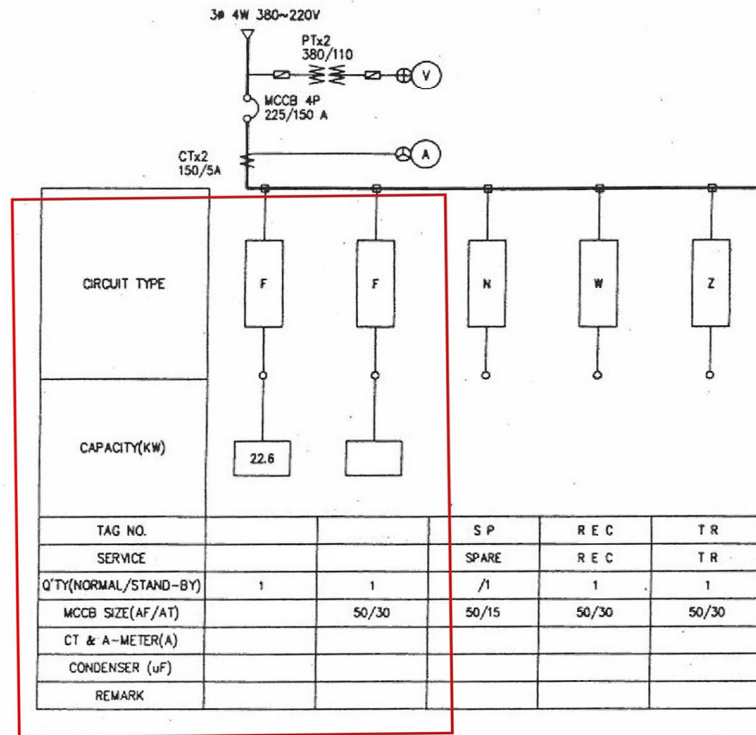 3ø 4W 380~220V
PTx2
380/110
V
MCCB 4P
225/150 A
CTx2
150/5A
A
CIRCUIT TYPE
F
F
N
W
Z
CAPACITY(KW)
22.6
TAG NO.
S P
R E C
T R
SERVICE
SPARE
R E C
T R
Q'TY(NORMAL/STAND-BY)
1
1
/1
1
1
MCCB SIZE(AF/AT)
50/30
50/15
50/30
50/30
CT & A-METER(A)
CONDENSER (uF)
REMARK